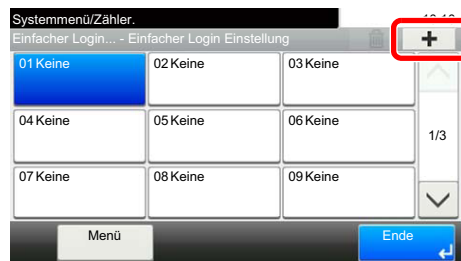 Systemmenü/Zähler.
Einfacher Login... - Einfacher Login Einstellung
+
01 Keine
02 Keine
03 Keine
04 Keine
05 Keine
06 Keine
1/3
07 Keine
08 Keine
09 Keine
Menü
Ende